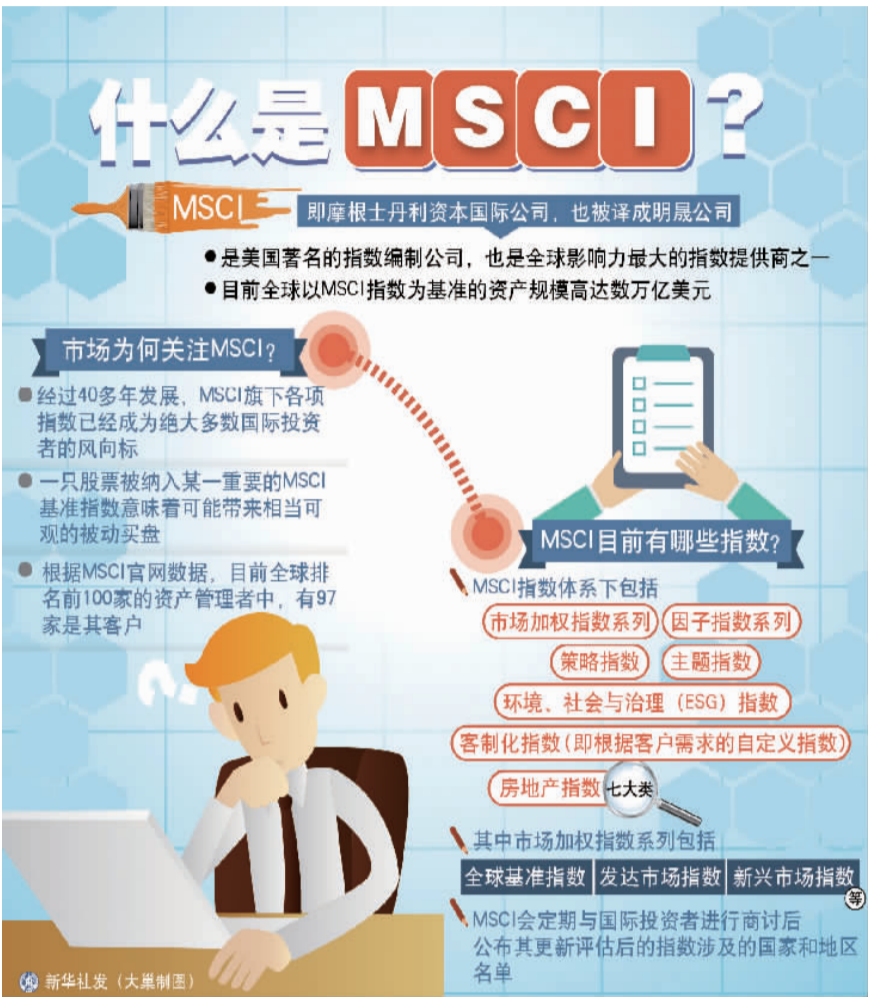 什么是MSCI？
MSCI
即摩根士丹利资本国际公司，也被译成明晟公司
●是美国著名的指数编制公司，也是全球影响力最大的指数提供商之一
●目前全球以MSCI指数为基准的资产规模高达数万亿美元
市场为何关注MSCI？
●经过40多年发展，MSCI旗下各项
指数已经成为绝大多数国际投资
者的风向标
●一只股票被纳入某一重要的MSCI
基准指数意味着可能带来相当可
观的被动买盘
●根据MSCI官网数据，目前全球排
名前100家的资产管理者中，有97
家是其客户
MSCI目前有哪些指数？
MSCI指数体系下包括
市场加权指数系列 因子指数系列
策略指数 主题指数
环境、社会与治理（ESG）指数
客制化指数（即根据客户需求的自定义指数）
房地产指数 七大类
其中市场加权指数系列包括
全球基准指数 发达市场指数 新兴市场指数
等
MSCI会定期与国际投资者进行商讨后
公布其更新评估后的指数涉及的国家和地区
名单
新华社发（大巢制图）